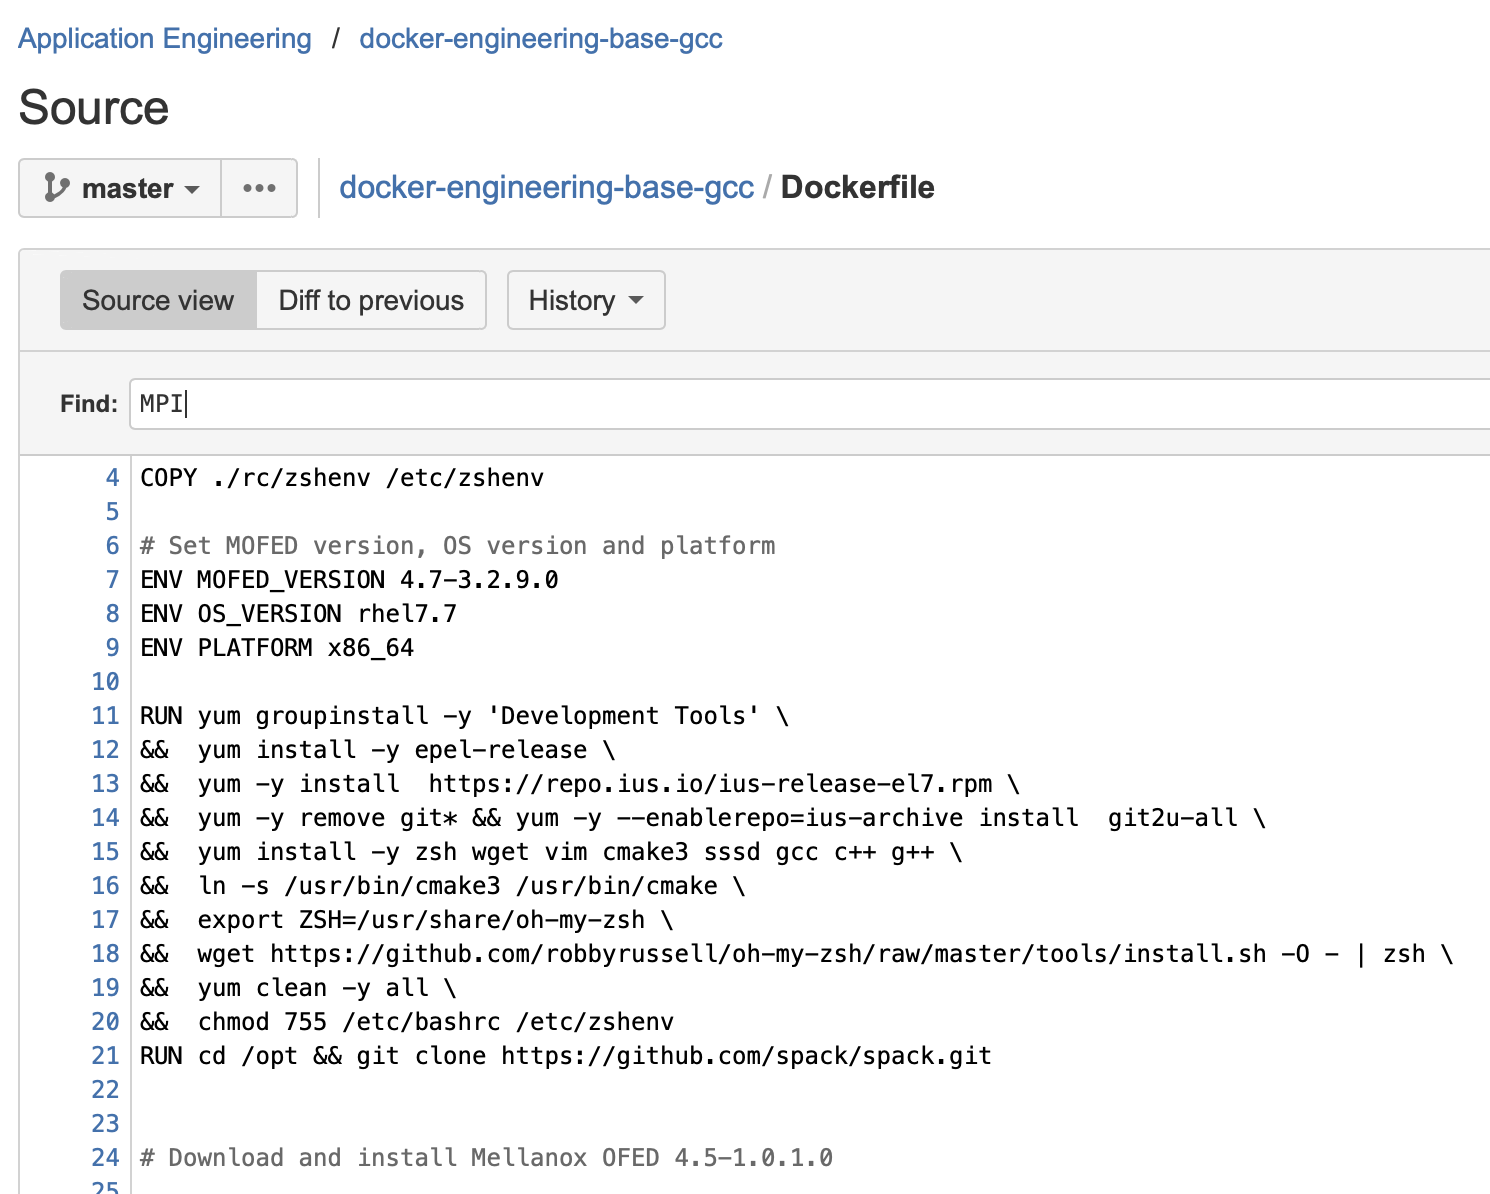 Application Engineering / docker-engineering-base-gcc
Source
master ••• docker-engineering-base-gcc / Dockerfile
Source view Diff to previous History
Find: MPI
4 COPY ./rc/zshenv /etc/zshenv
5
6 # Set MOFED version, OS version and platform
7 ENV MOFED_VERSION 4.7-3.2.9.0
8 ENV OS_VERSION rhel7.7
9 ENV PLATFORM x86_64
10
11 RUN yum groupinstall -y 'Development Tools' \
12 &&  yum install -y epel-release \
13 &&  yum -y install  https://repo.ius.io/ius-release-el7.rpm \
14 &&  yum -y remove git* && yum -y --enablerepo=ius-archive install  git2u-all \
15 &&  yum install -y zsh wget vim cmake3 sssd gcc c++ g++ \
16 &&  ln -s /usr/bin/cmake3 /usr/bin/cmake \
17 &&  export ZSH=/usr/share/oh-my-zsh \
18 &&  wget https://github.com/robbyrussell/oh-my-zsh/raw/master/tools/install.sh -O - | zsh \
19 &&  yum clean -y all \
20 &&  chmod 755 /etc/bashrc /etc/zshenv
21 RUN cd /opt && git clone https://github.com/spack/spack.git
22
23
24 # Download and install Mellanox OFED 4.5-1.0.1.0
25